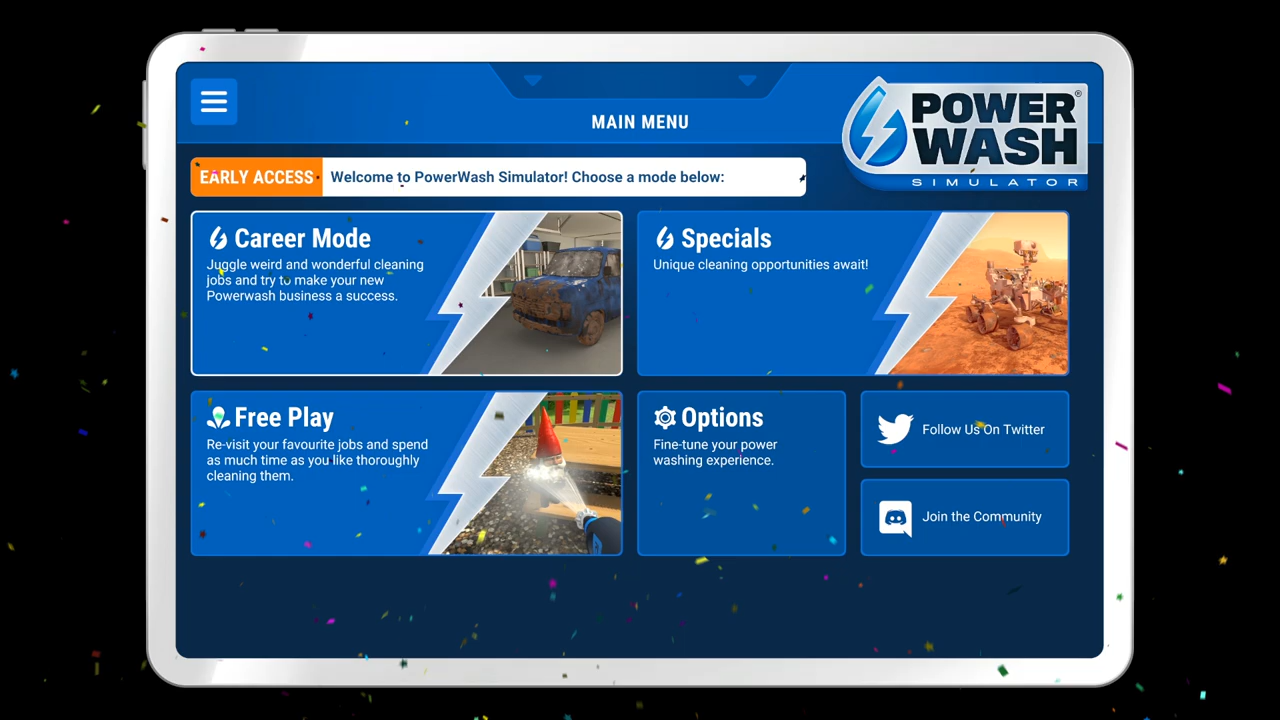 MAIN MENU
POWER
WASH
SIMULATOR
®
EARLY ACCESS
Welcome to PowerWash Simulator! Choose a mode below:
Career Mode
Juggle weird and wonderful cleaning
jobs and try to make your new
Powerwash business a success.
Specials
Unique cleaning opportunities await!
Free Play
Re-visit your favourite jobs and spend
as much time as you like thoroughly
cleaning them.
Options
Fine-tune your power
washing experience.
Follow Us On Twitter
Join the Community